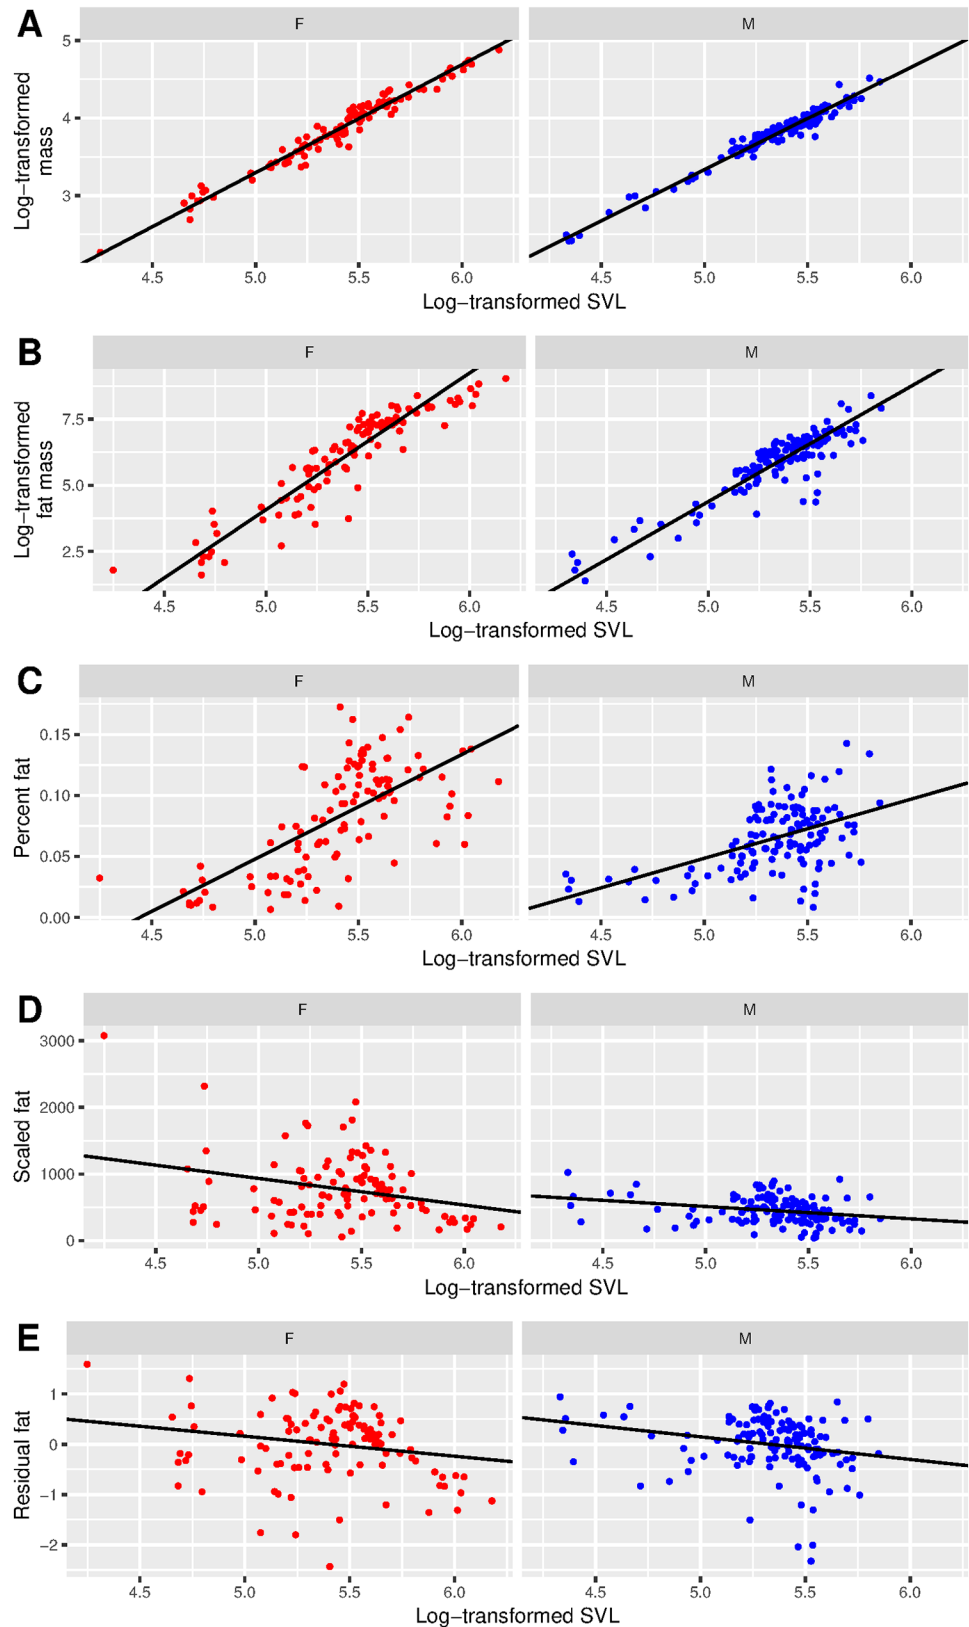 A
F
M
Log−transformed
mass
5
4
3
4.5
5.0
5.5
6.0
4.5
5.0
5.5
6.0
Log−transformed SVL
B
F
M
Log−transformed
fat mass
7.5
5.0
2.5
4.5
5.0
5.5
6.0
4.5
5.0
5.5
6.0
Log−transformed SVL
C
F
M
Percent fat
0.15
0.10
0.05
0.00
4.5
5.0
5.5
6.0
4.5
5.0
5.5
6.0
Log−transformed SVL
D
F
M
Scaled fat
3000
2000
1000
0
4.5
5.0
5.5
6.0
4.5
5.0
5.5
6.0
Log−transformed SVL
E
F
M
Residual fat
1
0
−1
−2
4.5
5.0
5.5
6.0
4.5
5.0
5.5
6.0
Log−transformed SVL